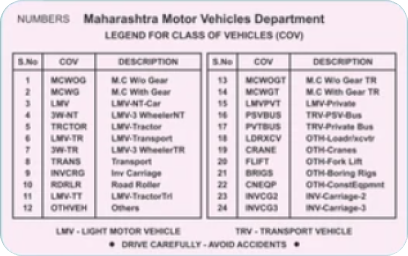 NUMBERS Maharashtra Motor Vehicles Department
LEGEND FOR CLASS OF VEHICLES (COV)
S.No COV DESCRIPTION S.No COV DESCRIPTION
1 MCWOG M.C W/o Gear 13 MCWOGT M.C W/o Gear TR
2 MCWG M.C With Gear 14 MCWGT M.C With Gear TR
3 LMV LMV-NT-Car 15 LMVPVT LMV-Private
4 3W-NT LMV-3 WheelerNT 16 PSVBUS TRV-PSV-Bus
5 TRCTOR LMV-Tractor 17 PVTBUS TRV-Private Bus
6 LMV-TR LMV-Transport 18 LDRXCV OTH-Loadr/xcvtr
7 3W-TR LMV-3 WheelerTR 19 CRANE OTH-Cranes
8 TRANS Transport 20 FLIFT OTH-Fork Lift
9 INVCRG Inv Carriage 21 BRIGS OTH-Boring Rigs
10 RDRLR Road Roller 22 CNEQP OTH-ConstEqpmnt
11 LMV-TT LMV-TractorTrl 23 INVCG2 INV-Carriage-2
12 OTHVEH Others 24 INVCG3 INV-Carriage-3
LMV - LIGHT MOTOR VEHICLE TRV - TRANSPORT VEHICLE
♦ DRIVE CAREFULLY - AVOID ACCIDENTS ♦